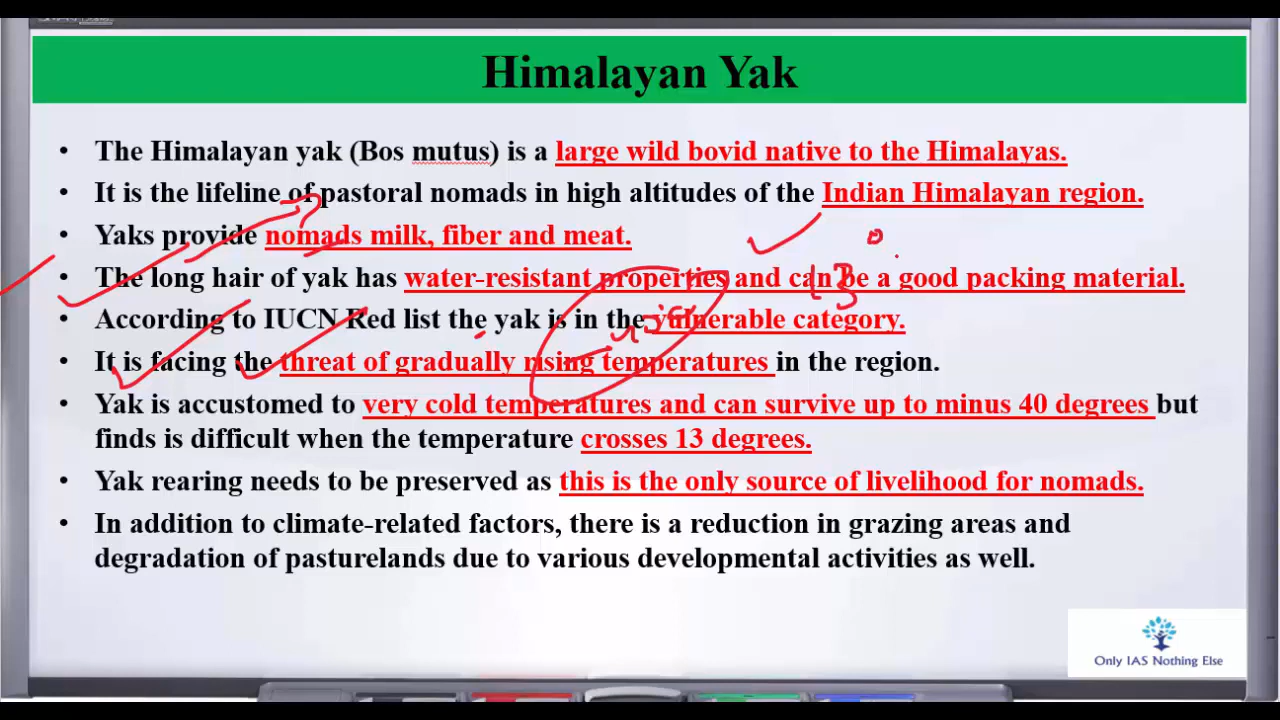 Himalayan Yak
• The Himalayan yak (Bos mutus) is a large wild bovid native to the Himalayas.
• It is the lifeline of pastoral nomads in high altitudes of the Indian Himalayan region.
• Yaks provide nomads milk, fiber and meat.
• The long hair of yak has water-resistant properties and can be a good packing material.
• According to IUCN Red list the yak is in the vulnerable category.
• It is facing the threat of gradually rising temperatures in the region.
• Yak is accustomed to very cold temperatures and can survive up to minus 40 degrees but
finds is difficult when the temperature crosses 13 degrees.
• Yak rearing needs to be preserved as this is the only source of livelihood for nomads.
• In addition to climate-related factors, there is a reduction in grazing areas and
degradation of pasturelands due to various developmental activities as well.
13
Only IAS Nothing Else